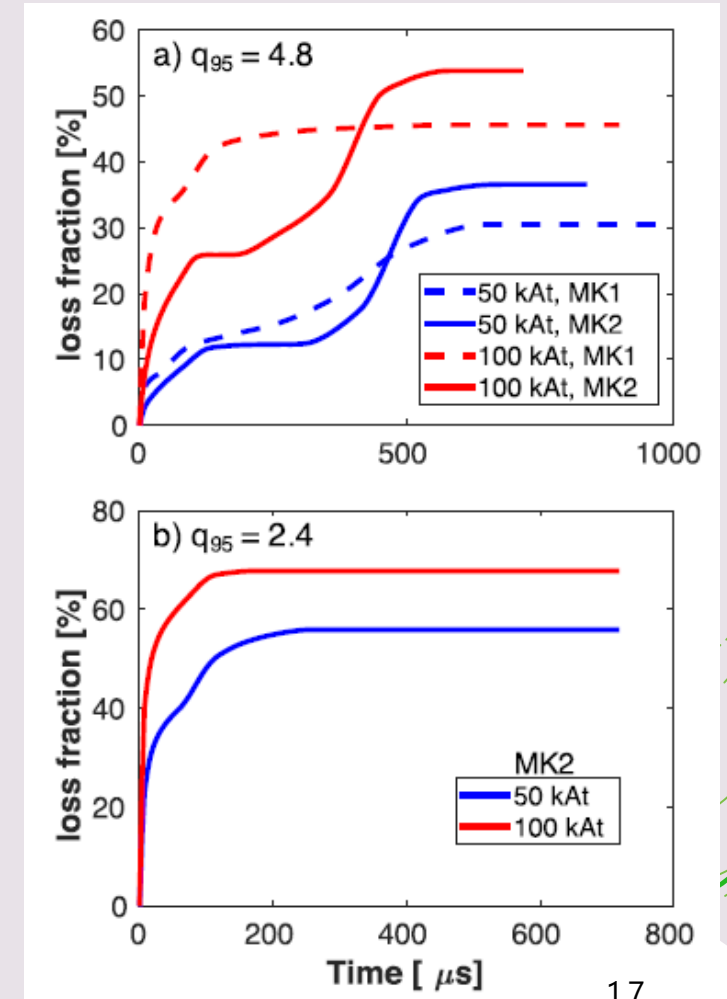 a) q₉₅ = 4.8
60
50
40
30
20
10
0
loss fraction [%]
50 kAt, MK1
50 kAt, MK2
100 kAt, MK1
100 kAt, MK2
0 500 1000
b) q₉₅ = 2.4
80
60
40
20
0
loss fraction [%]
MK2
50 kAt
100 kAt
0 200 400 600 800
Time [ μs]
17